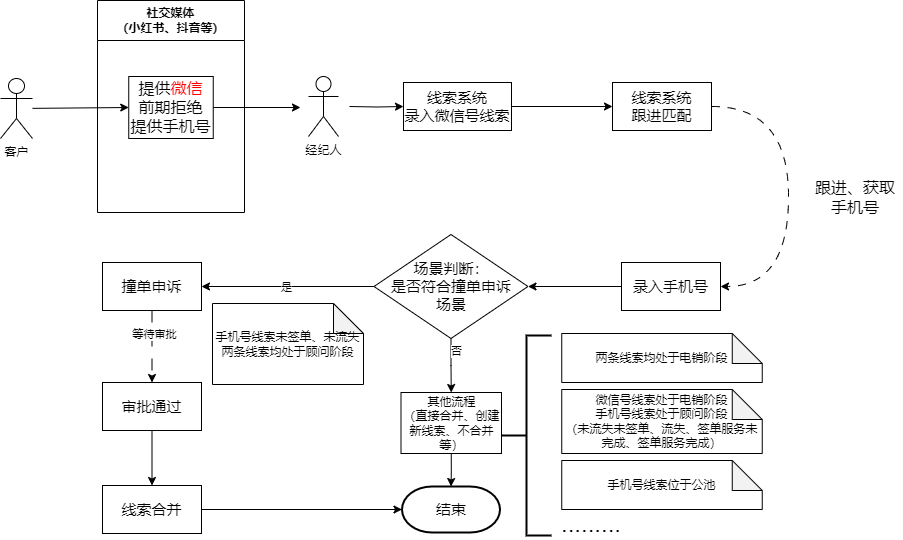 社交媒体
（小红书、抖音等）
提供微信
前期拒绝
提供手机号
客户
经纪人
线索系统
录入微信号线索
线索系统
跟进匹配
跟进、获取
手机号
录入手机号
场景判断：
是否符合撞单申诉
场景
是
撞单申诉
手机号线索未签单、未流失
两条线索均处于顾问阶段
等待审批
否
审批通过
其他流程
（直接合并、创建
新线索、不合并
等）
两条线索均处于电销阶段
微信号线索处于电销阶段
手机号线索处于顾问阶段
（未流失未签单、流失、签单服务未
完成、签单服务完成）
手机号线索位于公池
线索合并
结束
………